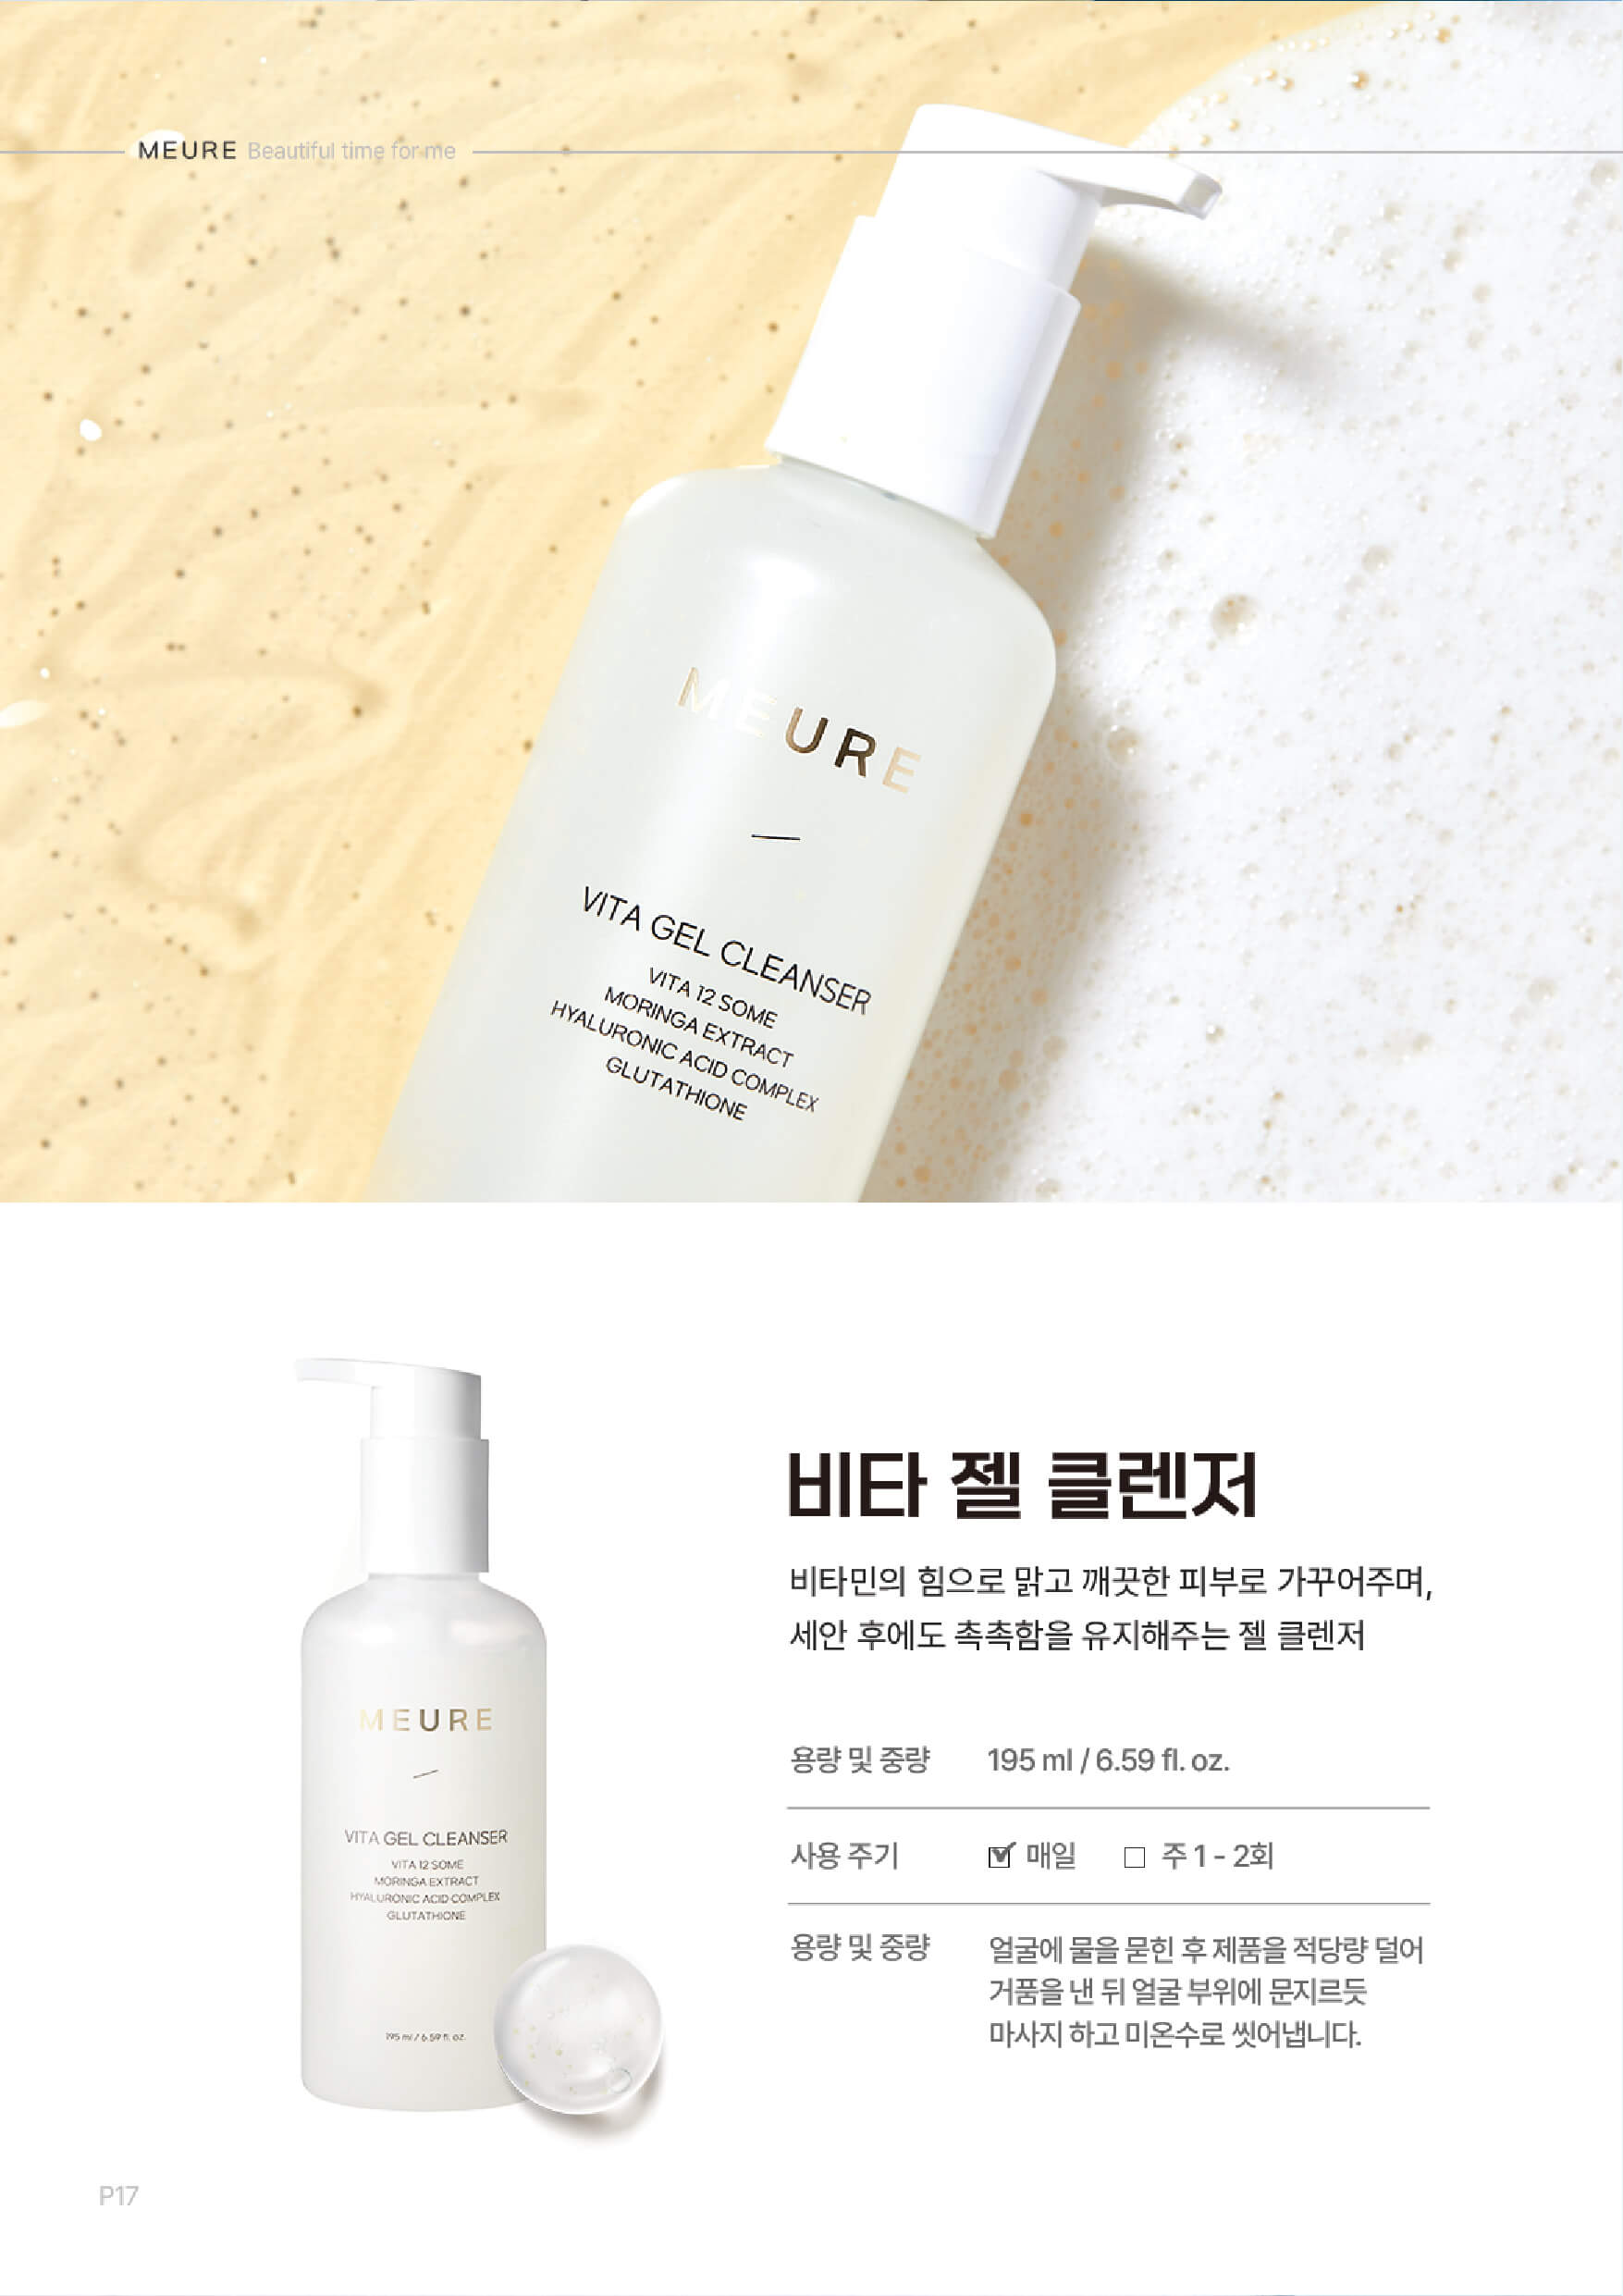 MEURE Beautiful time for me
MEURE
VITA GEL CLEANSER
VITA 12 SOME
MORINGA EXTRACT
HYALURONIC ACID COMPLEX
GLUTATHIONE
비타 젤 클렌저
비타민의 힘으로 맑고 깨끗한 피부로 가꾸어주며,
세안 후에도 촉촉함을 유지해주는 젤 클렌저
MEURE
VITA GEL CLEANSER
VITA 12 SOME
MORINGA EXTRACT
HYALURONIC ACID COMPLEX
GLUTATHIONE
195 ml / 6.59 fl. oz.
용량 및 중량 195 ml / 6.59 fl. oz.
사용 주기 ☑ 매일 ☐ 주 1 - 2회
용량 및 중량 얼굴에 물을 묻힌 후 제품을 적당량 덜어
거품을 낸 뒤 얼굴 부위에 문지르듯
마사지 하고 미온수로 씻어냅니다.
P17